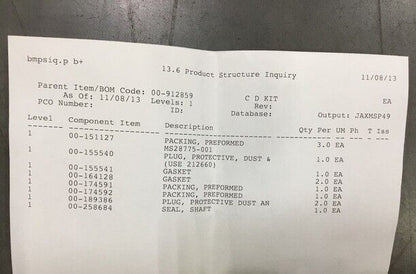 bmpsiq.p b+ 13.6 Product Structure Inquiry 11/08/13
Parent Item/BOM Code: 00-912859 C D KIT EA
As Of: 11/08/13 Levels: 1 Rev:
PCO Number: ID: Database: Output: JAXMSP49
Level Component Item Description Qty Per UM Ph T Iss
1 00-151127 PACKING, PREFORMED 3.0 EA
MS28775-001
1 00-155540 PLUG, PROTECTIVE, DUST & 1.0 EA
(USE 212660)
1 00-155541 GASKET 1.0 EA
1 00-164128 GASKET 2.0 EA
1 00-174591 PACKING, PREFORMED 1.0 EA
1 00-174592 PACKING, PREFORMED 1.0 EA
1 00-189386 PLUG, PROTECTIVE DUST AN 2.0 EA
1 00-258684 SEAL, SHAFT 1.0 EA